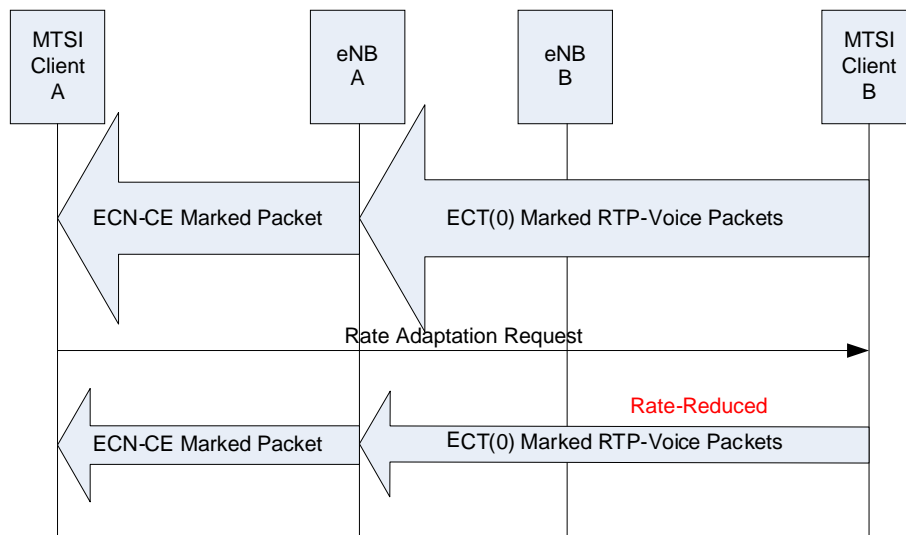 MTSI
Client
A
eNB
A
eNB
B
MTSI
Client
B
ECN-CE Marked Packet
ECT(0) Marked RTP-Voice Packets
Rate Adaptation Request
Rate-Reduced
ECN-CE Marked Packet
ECT(0) Marked RTP-Voice Packets